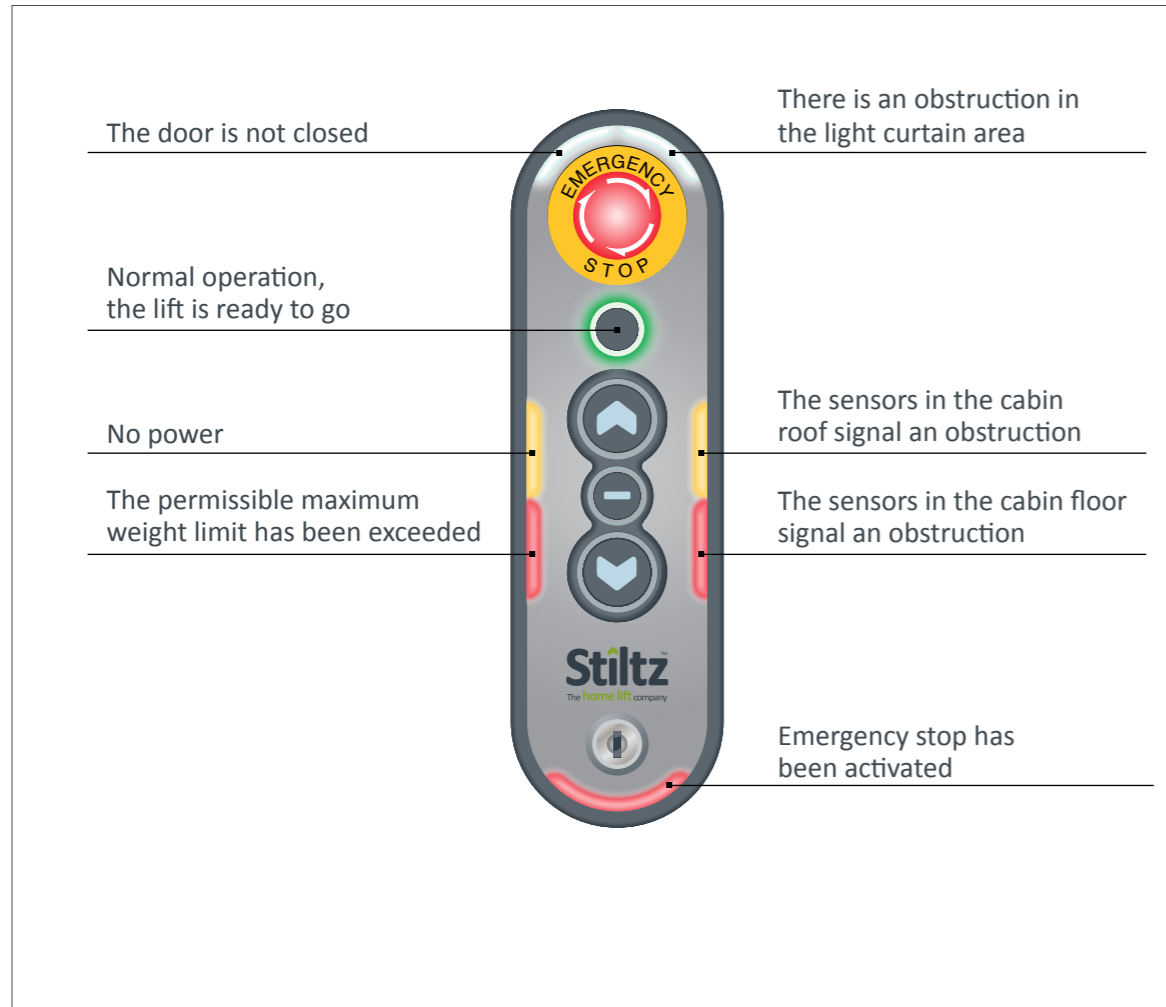 The door is not closed
There is an obstruction in
the light curtain area
EMERGENCY
STOP
Normal operation,
the lift is ready to go
No power
The sensors in the cabin
roof signal an obstruction
The permissible maximum
weight limit has been exceeded
The sensors in the cabin floor
signal an obstruction
Stiltz™
The home lift company
Emergency stop has
been activated